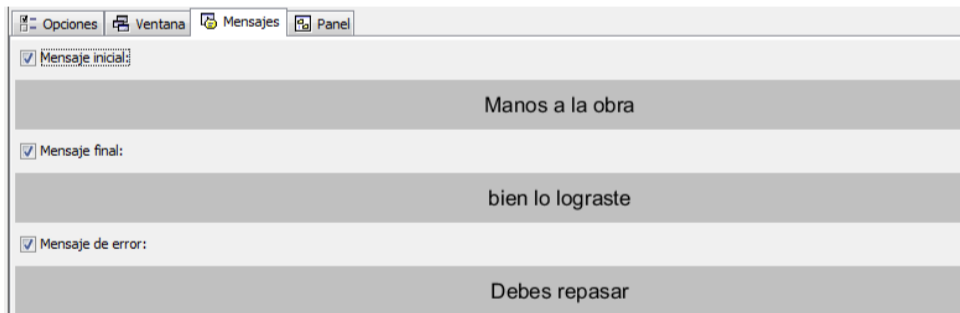 Opciones Ventana Mensajes Panel
Mensaje inicial:
Manos a la obra
Mensaje final:
bien lo lograste
Mensaje de error:
Debes repasar